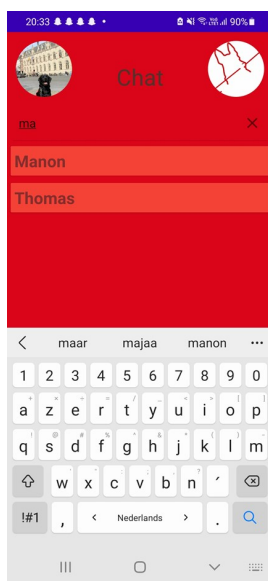 20:33 90%
Chat
ma
Manon
Thomas
maar majaa manon
1 2 3 4 5 6 7 8 9 0
a z e r t y u i o p
q s d f g h j k l m
w x c v b n ´
!#1 , Nederlands .